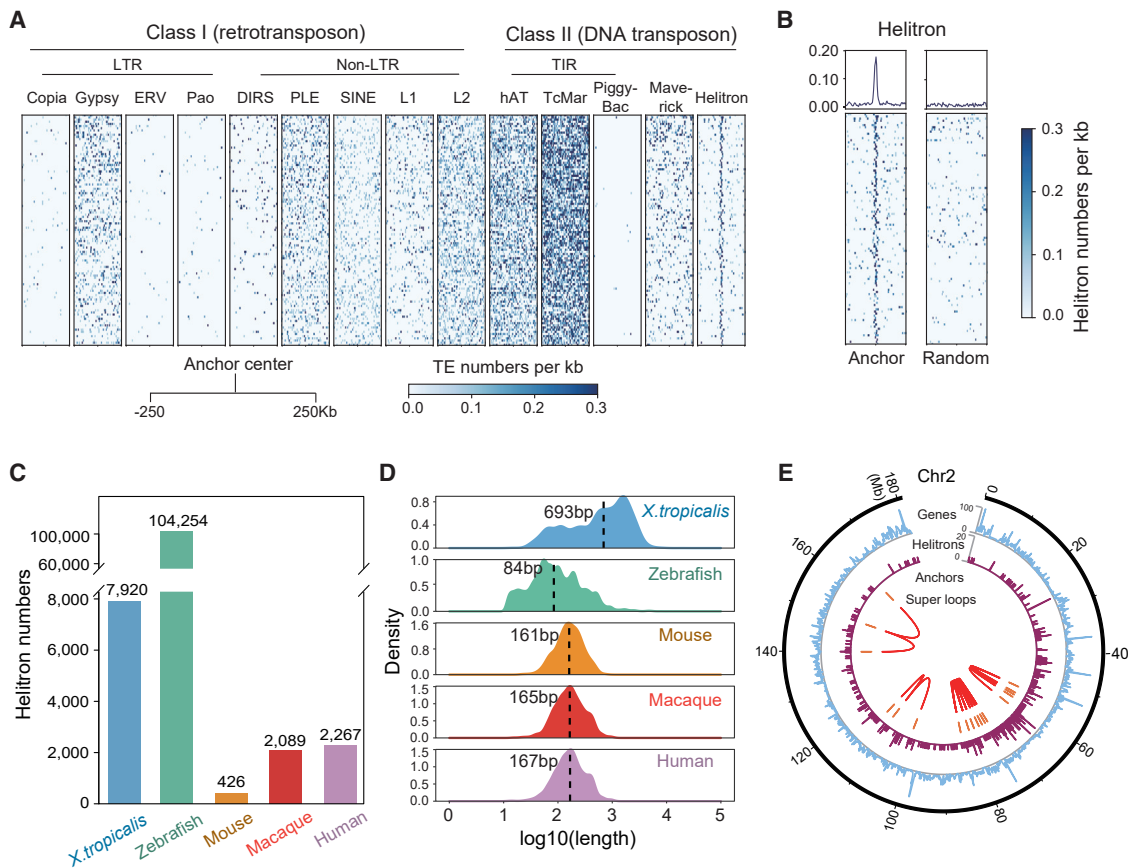 A
Class I (retrotransposon)
Class II (DNA transposon)
LTR
Non-LTR
TIR
Copia
Gypsy
ERV
Pao
DIRS
PLE
SINE
L1
L2
hAT
TcMar
Piggy-
Bac
Mave-
rick
Helitron
Anchor center
-250
250Kb
TE numbers per kb
0.0
0.1
0.2
0.3
B
Helitron
0.20
0.10
0.00
Anchor
Random
0.3
0.2
0.1
0.0
Helitron numbers per kb
C
Helitron numbers
100,000
60,000
8,000
6,000
4,000
2,000
0
7,920
104,254
426
2,089
2,267
X.tropicalis
Zebrafish
Mouse
Macaque
Human
D
Density
0.8
0.4
0.0
693bp
X.tropicalis
1.0
0.5
0.0
84bp
Zebrafish
1.6
0.8
0.0
161bp
Mouse
1.5
1.0
0.5
0.0
165bp
Macaque
1.5
1.0
0.5
0.0
167bp
Human
0
1
2
3
4
5
log10(length)
E
Chr2
180
(Mb)
0
20
40
60
80
100
120
140
160
Genes
100
0
Helitrons
20
0
Anchors
Super loops